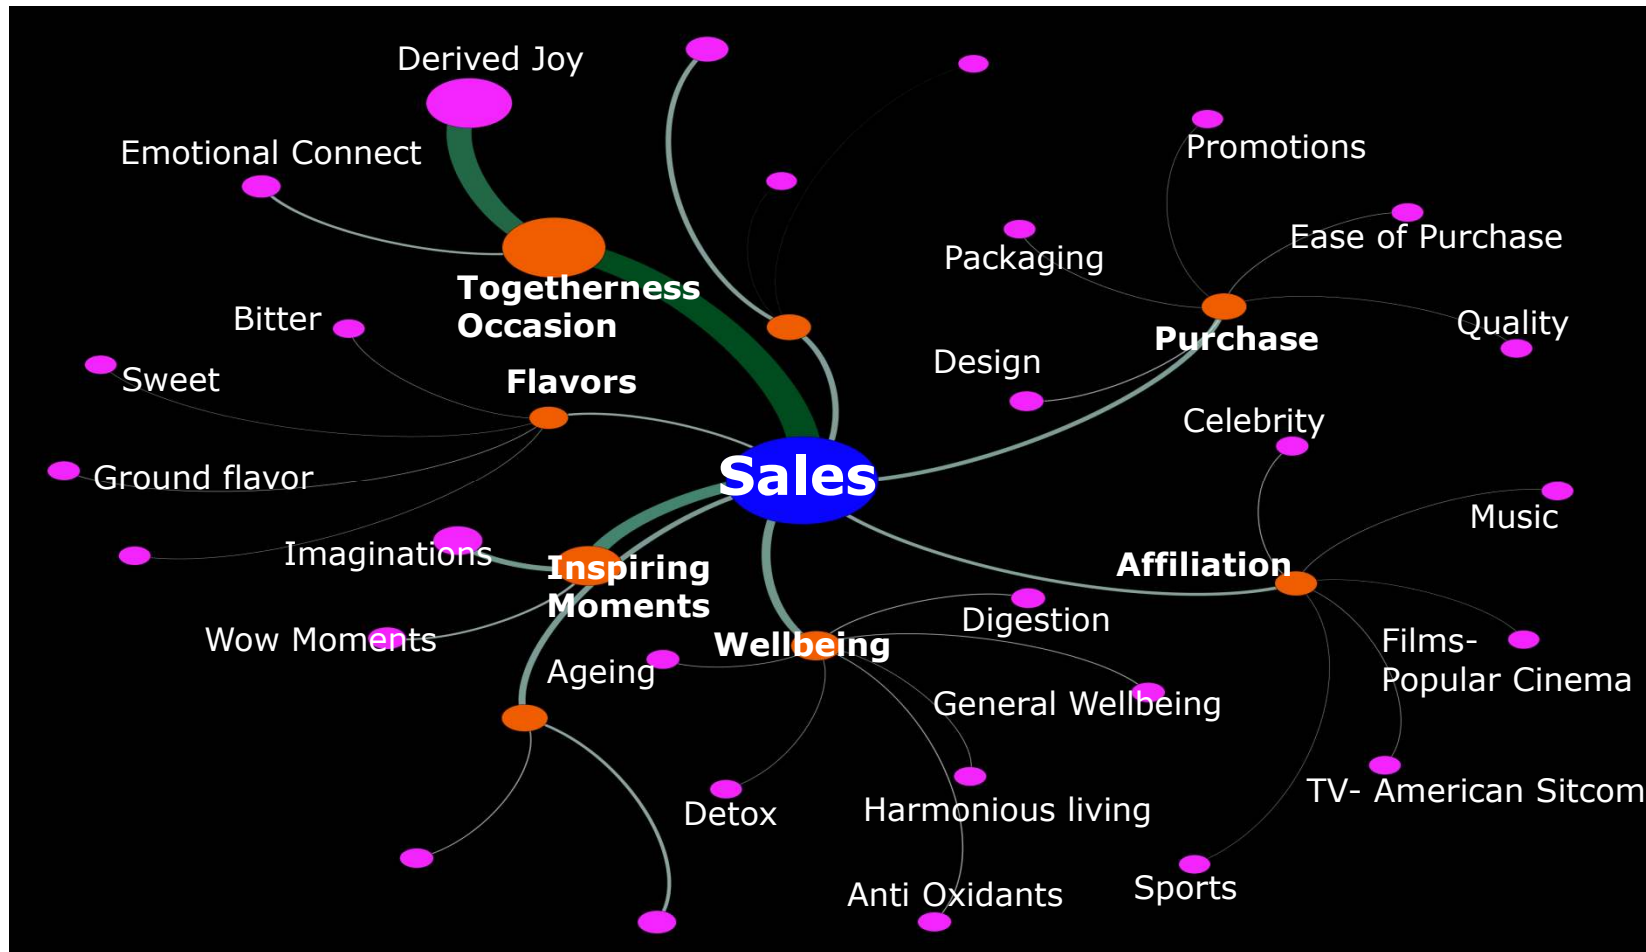 Derived Joy
Emotional Connect
Promotions
Ease of Purchase
Packaging
Togetherness
Occasion
Bitter
Quality
Purchase
Design
Sweet
Flavors
Celebrity
Ground flavor
Sales
Music
Imaginations
Inspiring
Moments
Affiliation
Digestion
Wow Moments
Wellbeing
Films-
Popular Cinema
Ageing
General Wellbeing
TV- American Sitcom
Detox
Harmonious living
Anti Oxidants
Sports